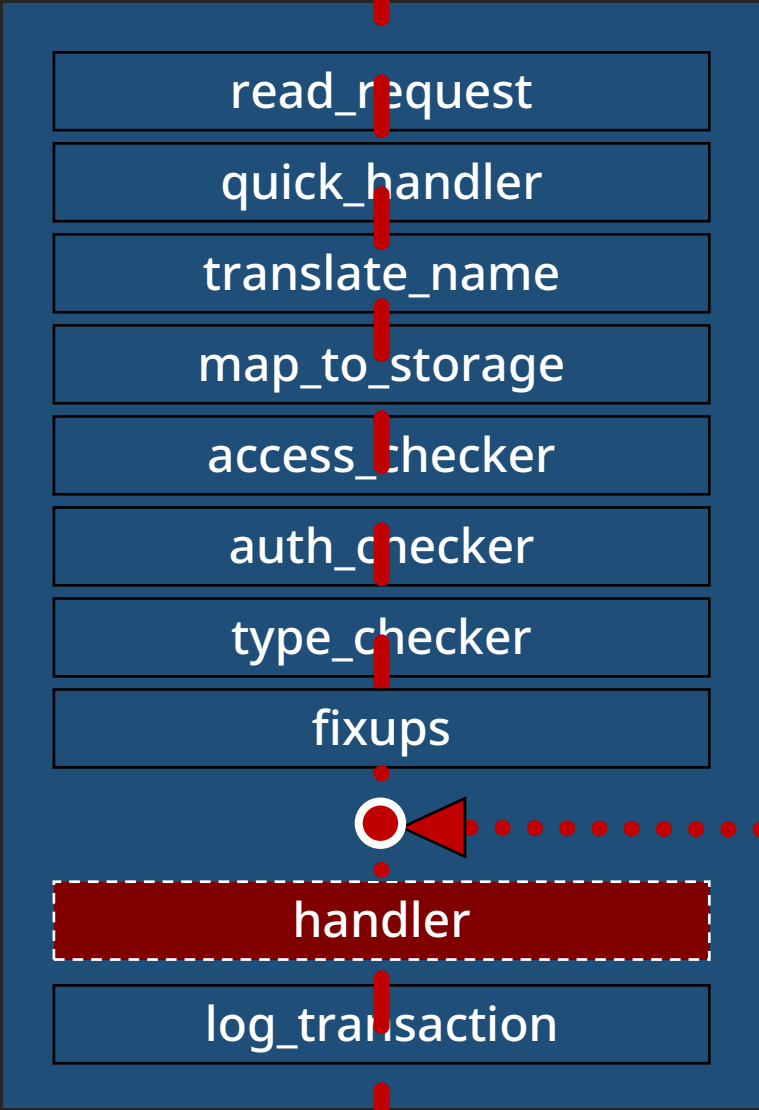 read_request
quick_handler
translate_name
map_to_storage
access_checker
auth_checker
type_checker
fixups
handler
log_transaction